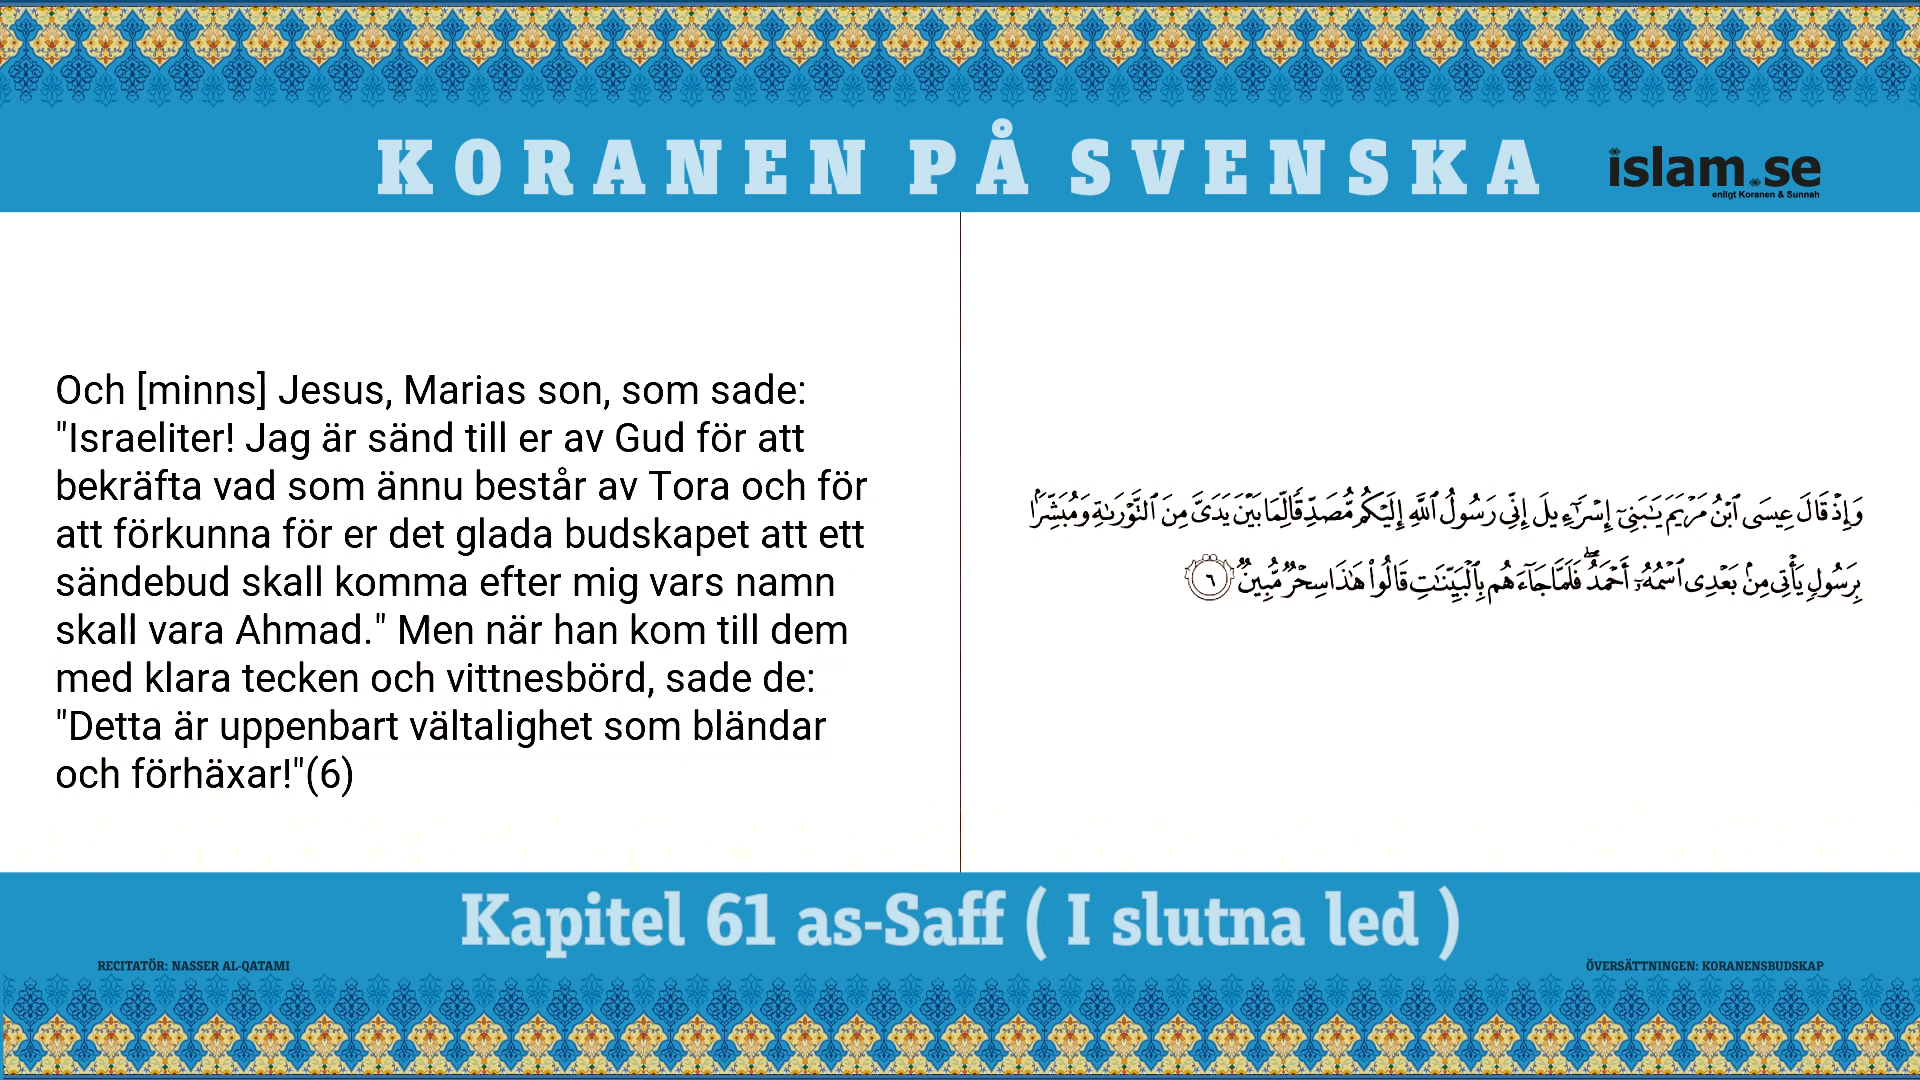 KORANEN PÅ SVENSKA
islam.se
enligt Koranen & Sunnah
Och [minns] Jesus, Marias son, som sade:
"Israeliter! Jag är sänd till er av Gud för att
bekräfta vad som ännu består av Tora och för
att förkunna för er det glada budskapet att ett
sändebud skall komma efter mig vars namn
skall vara Ahmad." Men när han kom till dem
med klara tecken och vittnesbörd, sade de:
"Detta är uppenbart vältalighet som bländar
och förhäxar!"(6)
وَإِذْ قَالَ عِيسَى ٱبْنُ مَرْيَمَ يَـٰبَنِىٓ إِسْرَٰٓءِيلَ إِنِّى رَسُولُ ٱللَّهِ إِلَيْكُم مُّصَدِّقًا لِّمَا بَيْنَ يَدَىَّ مِنَ ٱلتَّوْرَىٰةِ وَمُبَشِّرًۢا
بِرَسُولٍ يَأْتِى مِنۢ بَعْدِى ٱسْمُهُۥٓ أَحْمَدُ ۖ فَلَمَّا جَآءَهُم بِٱلْبَيِّنَـٰتِ قَالُوا۟ هَـٰذَا سِحْرٌ مُّبِينٌ ٦
Kapitel 61 as-Saff ( I slutna led )
RECITATÖR: NASSER AL-QATAMI
ÖVERSÄTTNINGEN: KORANENSBUDSKAP